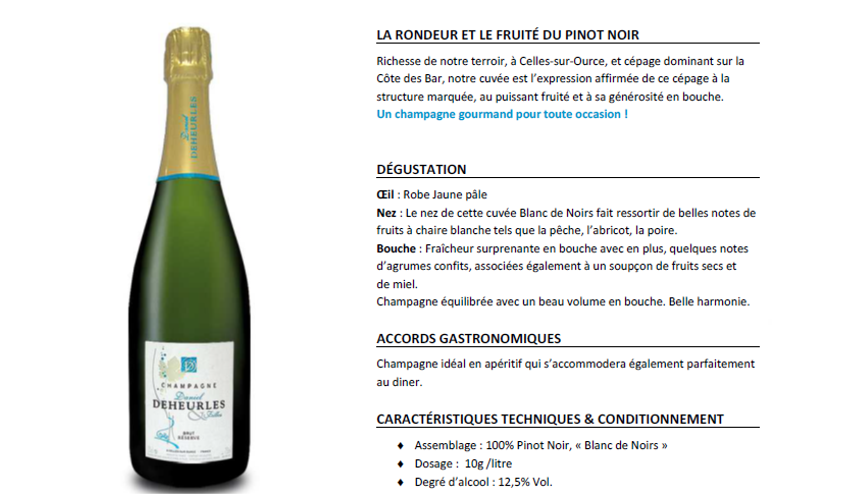 Daniel
DEHEURLES
CHAMPAGNE
Daniel
DEHEURLES
& Filles
BRUT
RÉSERVE
LA RONDEUR ET LE FRUITÉ DU PINOT NOIR
Richesse de notre terroir, à Celles-sur-Ource, et cépage dominant sur la
Côte des Bar, notre cuvée est l’expression affirmée de ce cépage à la
structure marquée, au puissant fruité et à sa générosité en bouche.
Un champagne gourmand pour toute occasion !
DÉGUSTATION
Œil : Robe Jaune pâle
Nez : Le nez de cette cuvée Blanc de Noirs fait ressortir de belles notes de
fruits à chaire blanche tels que la pêche, l’abricot, la poire.
Bouche : Fraîcheur surprenante en bouche avec en plus, quelques notes
d’agrumes confits, associées également à un soupçon de fruits secs et
de miel.
Champagne équilibrée avec un beau volume en bouche. Belle harmonie.
ACCORDS GASTRONOMIQUES
Champagne idéal en apéritif qui s’accommodera également parfaitement
au diner.
CARACTÉRISTIQUES TECHNIQUES & CONDITIONNEMENT
♦ Assemblage : 100% Pinot Noir, « Blanc de Noirs »
♦ Dosage : 10g /litre
♦ Degré d’alcool : 12,5% Vol.